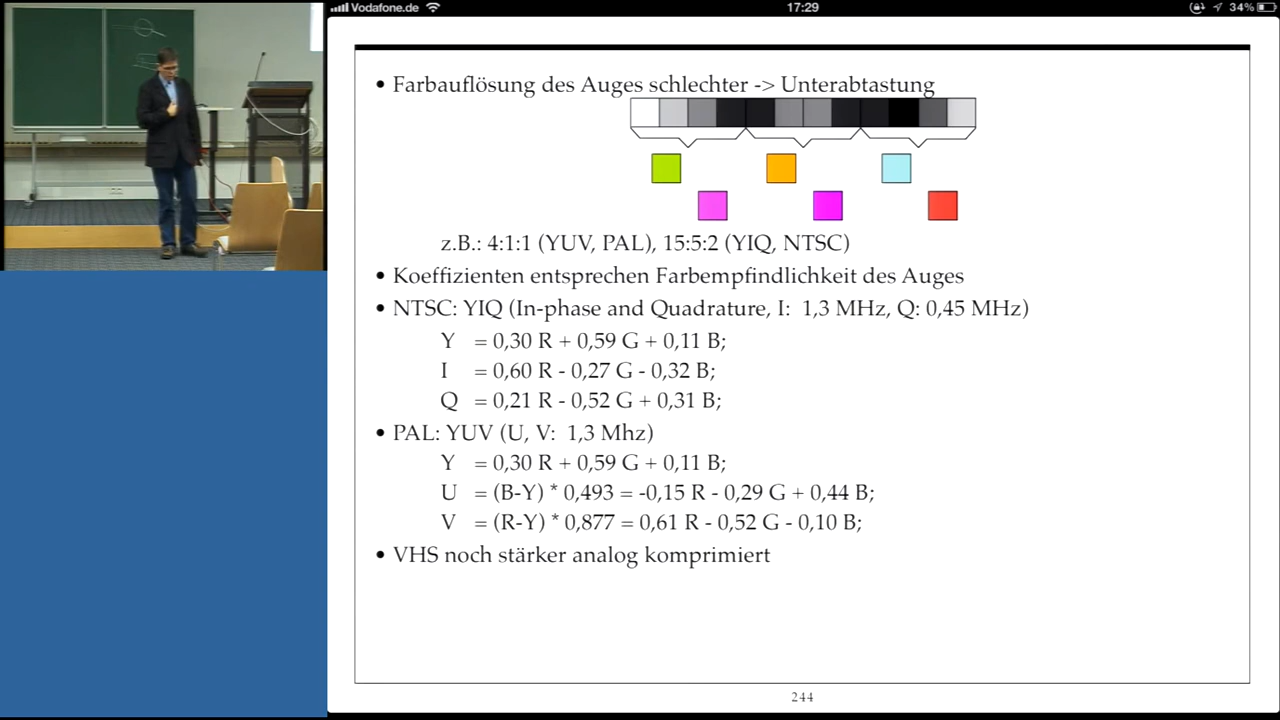 Vodafone.de
17:29
34%
• Farbauflösung des Auges schlechter -> Unterabtastung
z.B.: 4:1:1 (YUV, PAL), 15:5:2 (YIQ, NTSC)
• Koeffizienten entsprechen Farbempfindlichkeit des Auges
• NTSC: YIQ (In-phase and Quadrature, I: 1,3 MHz, Q: 0,45 MHz)
Y = 0,30 R + 0,59 G + 0,11 B;
I = 0,60 R - 0,27 G - 0,32 B;
Q = 0,21 R - 0,52 G + 0,31 B;
• PAL: YUV (U, V: 1,3 Mhz)
Y = 0,30 R + 0,59 G + 0,11 B;
U = (B-Y) * 0,493 = -0,15 R - 0,29 G + 0,44 B;
V = (R-Y) * 0,877 = 0,61 R - 0,52 G - 0,10 B;
• VHS noch stärker analog komprimiert
244